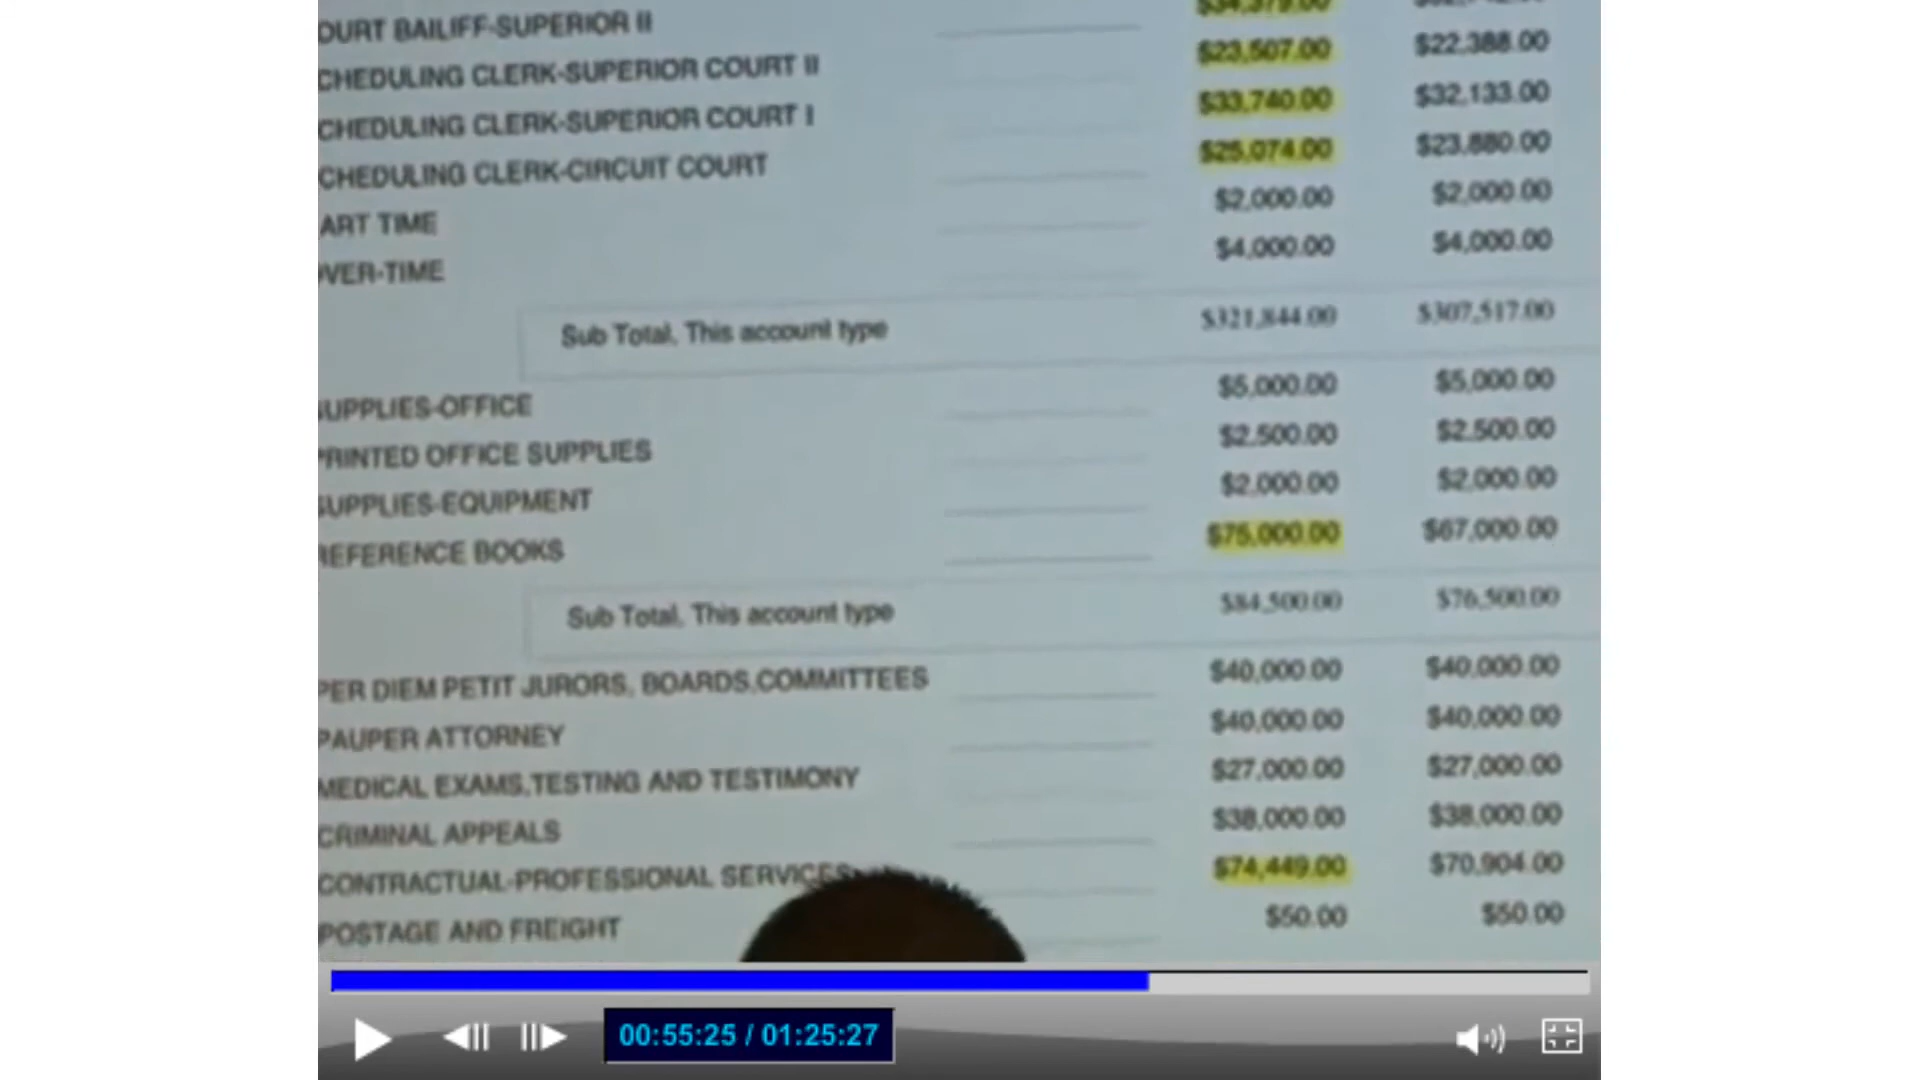 OURT BAILIFF-SUPERIOR II $34,379.00
CHEDULING CLERK-SUPERIOR COURT II $23,507.00 $22,388.00
CHEDULING CLERK-SUPERIOR COURT I $33,740.00 $32,133.00
CHEDULING CLERK-CIRCUIT COURT $25,074.00 $23,880.00
ART TIME $2,000.00 $2,000.00
VER-TIME $4,000.00 $4,000.00
Sub Total, This account type $321,844.00 $307,517.00
UPPLIES-OFFICE $5,000.00 $5,000.00
RINTED OFFICE SUPPLIES $2,500.00 $2,500.00
UPPLIES-EQUIPMENT $2,000.00 $2,000.00
REFERENCE BOOKS $75,000.00 $67,000.00
Sub Total, This account type $84,500.00 $76,500.00
PER DIEM PETIT JURORS, BOARDS,COMMITTEES $40,000.00 $40,000.00
PAUPER ATTORNEY $40,000.00 $40,000.00
MEDICAL EXAMS,TESTING AND TESTIMONY $27,000.00 $27,000.00
CRIMINAL APPEALS $38,000.00 $38,000.00
CONTRACTUAL-PROFESSIONAL SERVICES $74,449.00 $70,904.00
POSTAGE AND FREIGHT $50.00 $50.00
00:55:25 / 01:25:27